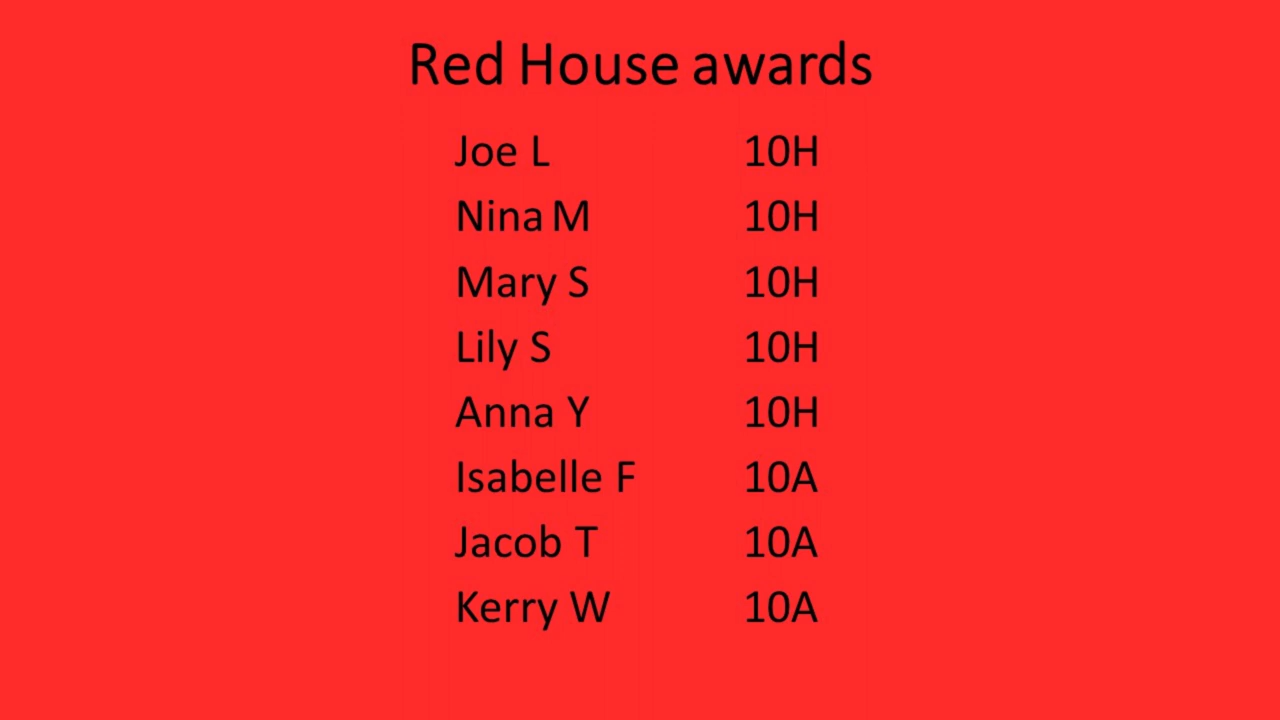 Red House awards
Joe L 10H
Nina M 10H
Mary S 10H
Lily S 10H
Anna Y 10H
Isabelle F 10A
Jacob T 10A
Kerry W 10A